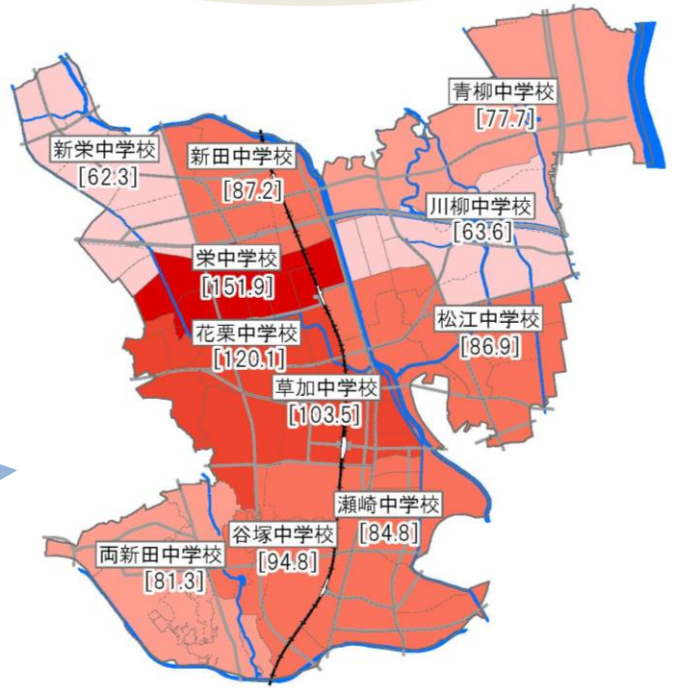 青柳中学校
[77.7]
新栄中学校
[62.3]
新田中学校
[87.2]
川柳中学校
[63.6]
栄中学校
[151.9]
花栗中学校
[120.1]
松江中学校
[86.9]
草加中学校
[103.5]
瀬崎中学校
[84.8]
谷塚中学校
[94.8]
両新田中学校
[81.3]